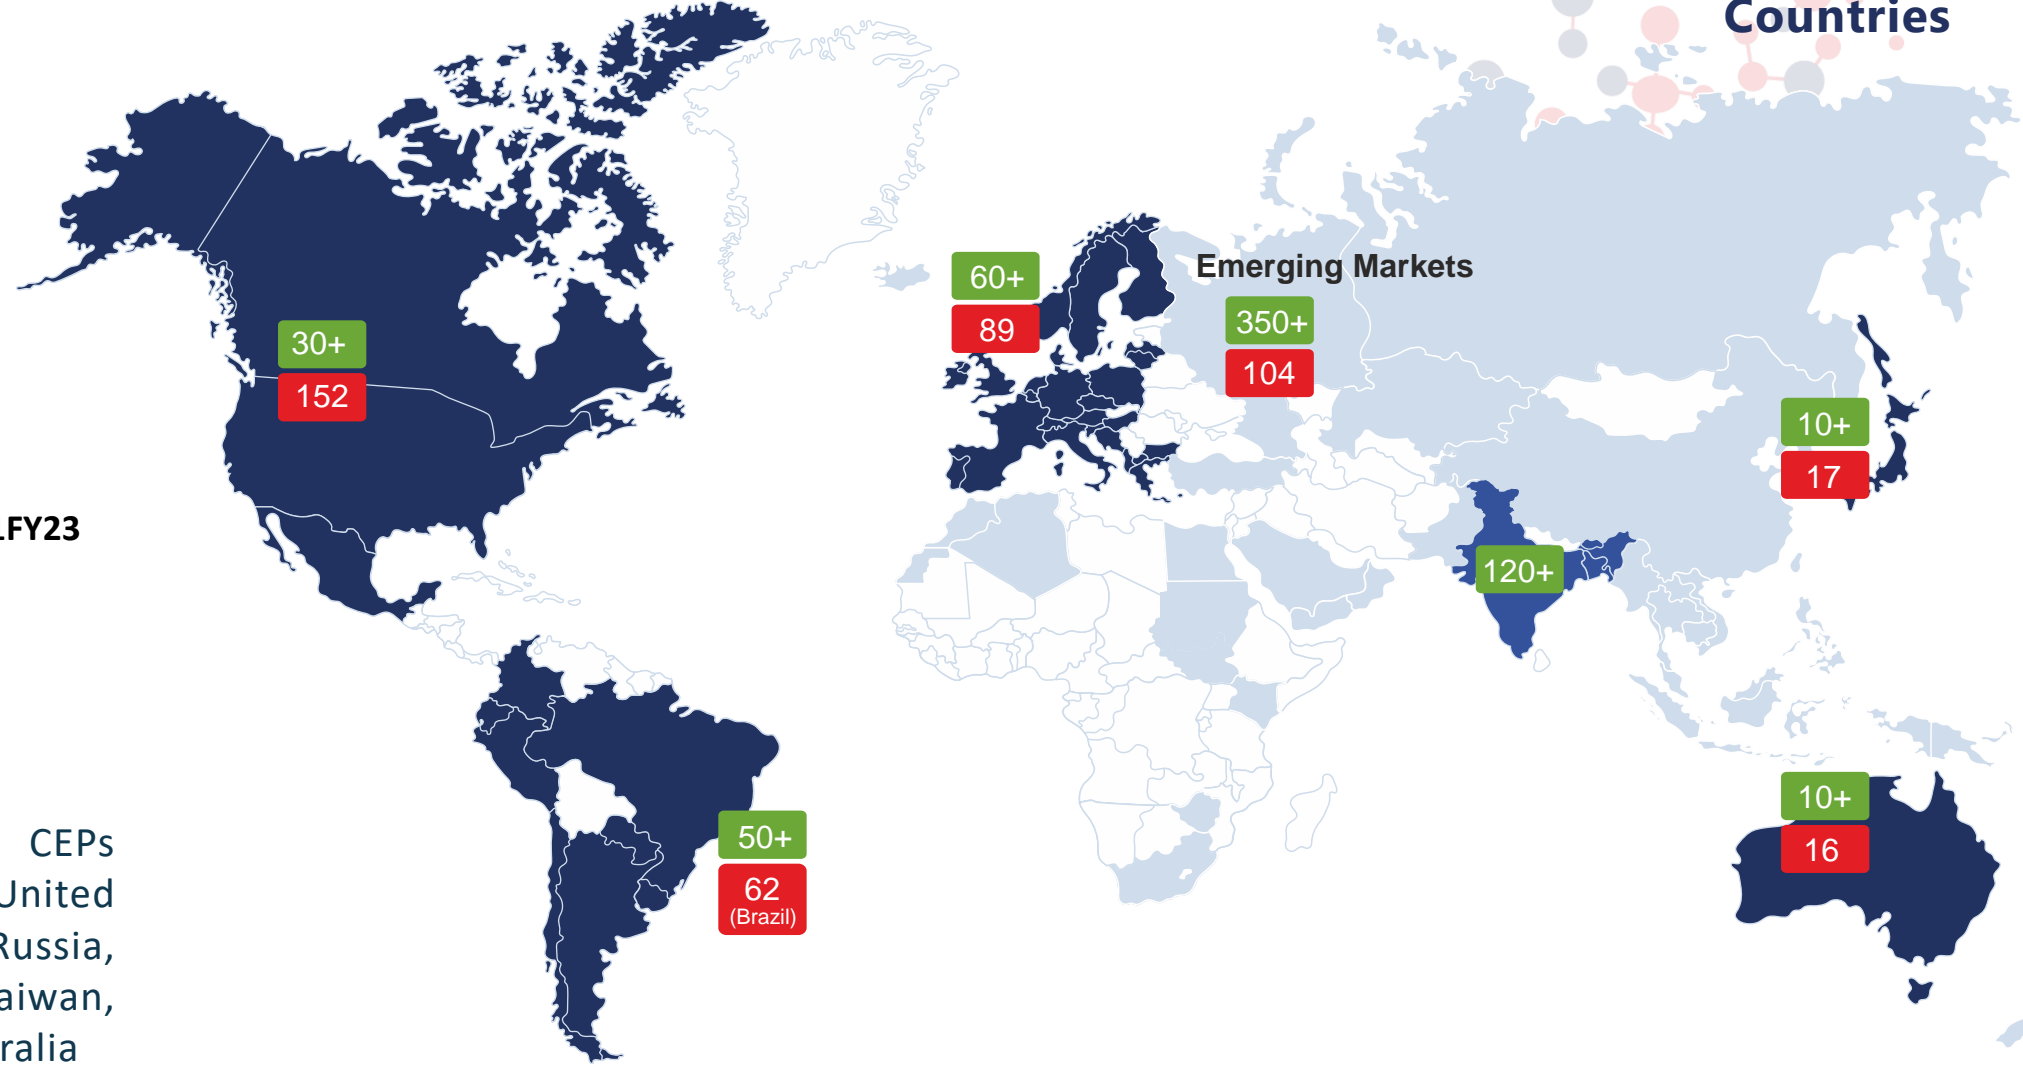 Countries
Emerging Markets
60+
89
350+
104
30+
152
10+
17
FY23
120+
10+
16
50+
62
(Brazil)
CEPs
United
Russia,
aiwan,
ralia